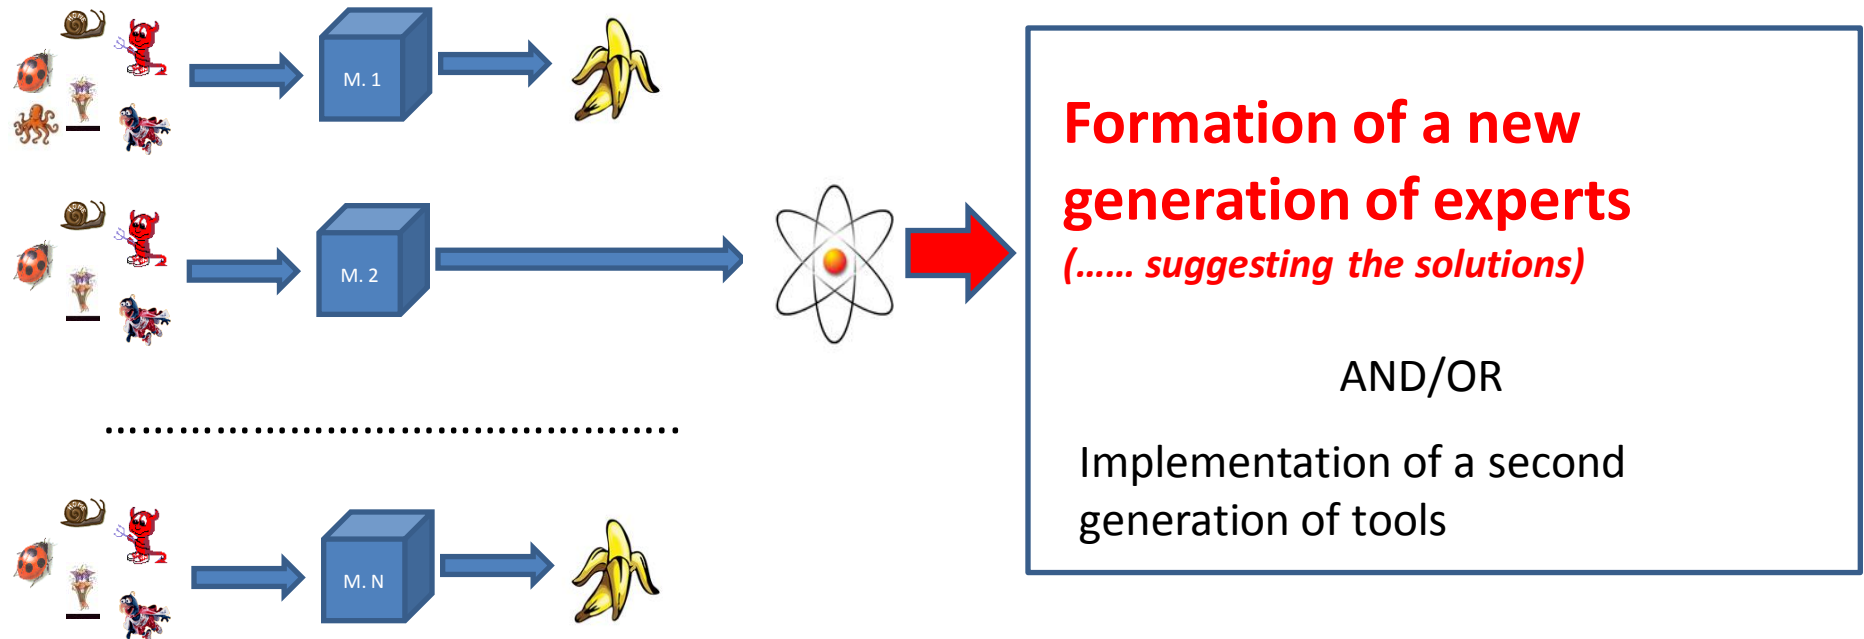 M. 1
M. 2
M. N
Formation of a new
generation of experts
(...... suggesting the solutions)
AND/OR
Implementation of a second
generation of tools